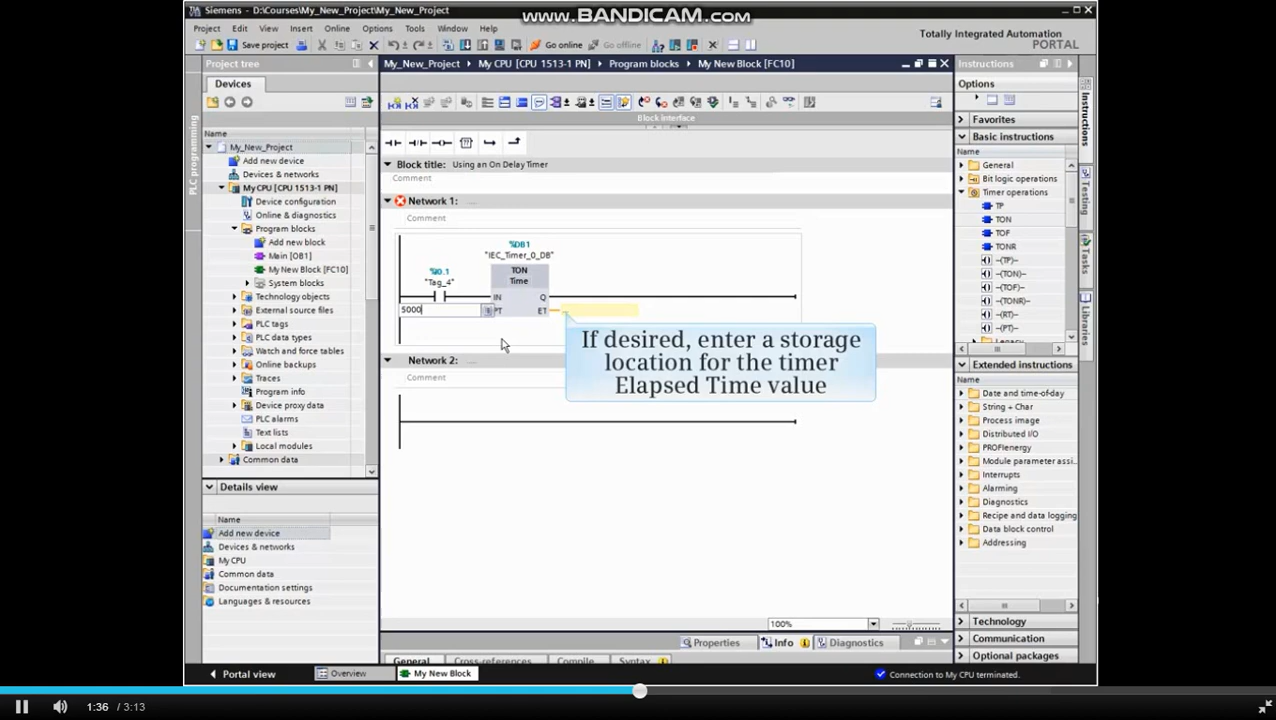 Siemens - D:\Courses\My_New_Project\My_New_Project
www.BANDICAM.com
Project Edit View Insert Online Options Tools Window Help
Totally Integrated Automation
PORTAL
Save project
Go online
Go offline
Project tree
My_New_Project
My CPU [CPU 1513-1 PN]
Program blocks
My New Block [FC10]
Instructions
Devices
Options
PLC programming
Block interface
Favorites
Basic instructions
Name
Name
My_New_Project
Add new device
Devices & networks
My CPU [CPU 1513-1 PN]
Device configuration
Online & diagnostics
Program blocks
Add new block
Main [OB1]
My New Block [FC10]
System blocks
Technology objects
External source files
PLC tags
PLC data types
Watch and force tables
Online backups
Traces
Program info
Device proxy data
PLC alarms
Text lists
Local modules
Common data
Details view
Name
Add new device
Devices & networks
My CPU
Common data
Documentation settings
Languages & resources
Block title: Using an On Delay Timer
Comment
Network 1: ......
Comment
%DB1
"IEC_Timer_0_DB"
%I0.1
"Tag_4"
TON
Time
IN Q
5000 PT ET
If desired, enter a storage
location for the timer
Elapsed Time value
Network 2: ......
Comment
100%
Properties Info Diagnostics
General Cross-references Compile Syntax
General
Bit logic operations
Timer operations
TP
TON
TOF
TONR
-(TP)-
-(TON)-
-(TOF)-
-(TONR)-
-(RT)-
-(PT)-
Legacy
Extended instructions
Name
Date and time-of-day
String + Char
Process image
Distributed I/O
PROFIenergy
Module parameter assi...
Interrupts
Alarming
Diagnostics
Recipe and data logging
Data block control
Addressing
Technology
Communication
Optional packages
Instructions
Testing
Tasks
Libraries
Portal view
Overview
My New Block
Connection to My CPU terminated.
1:36 / 3:13